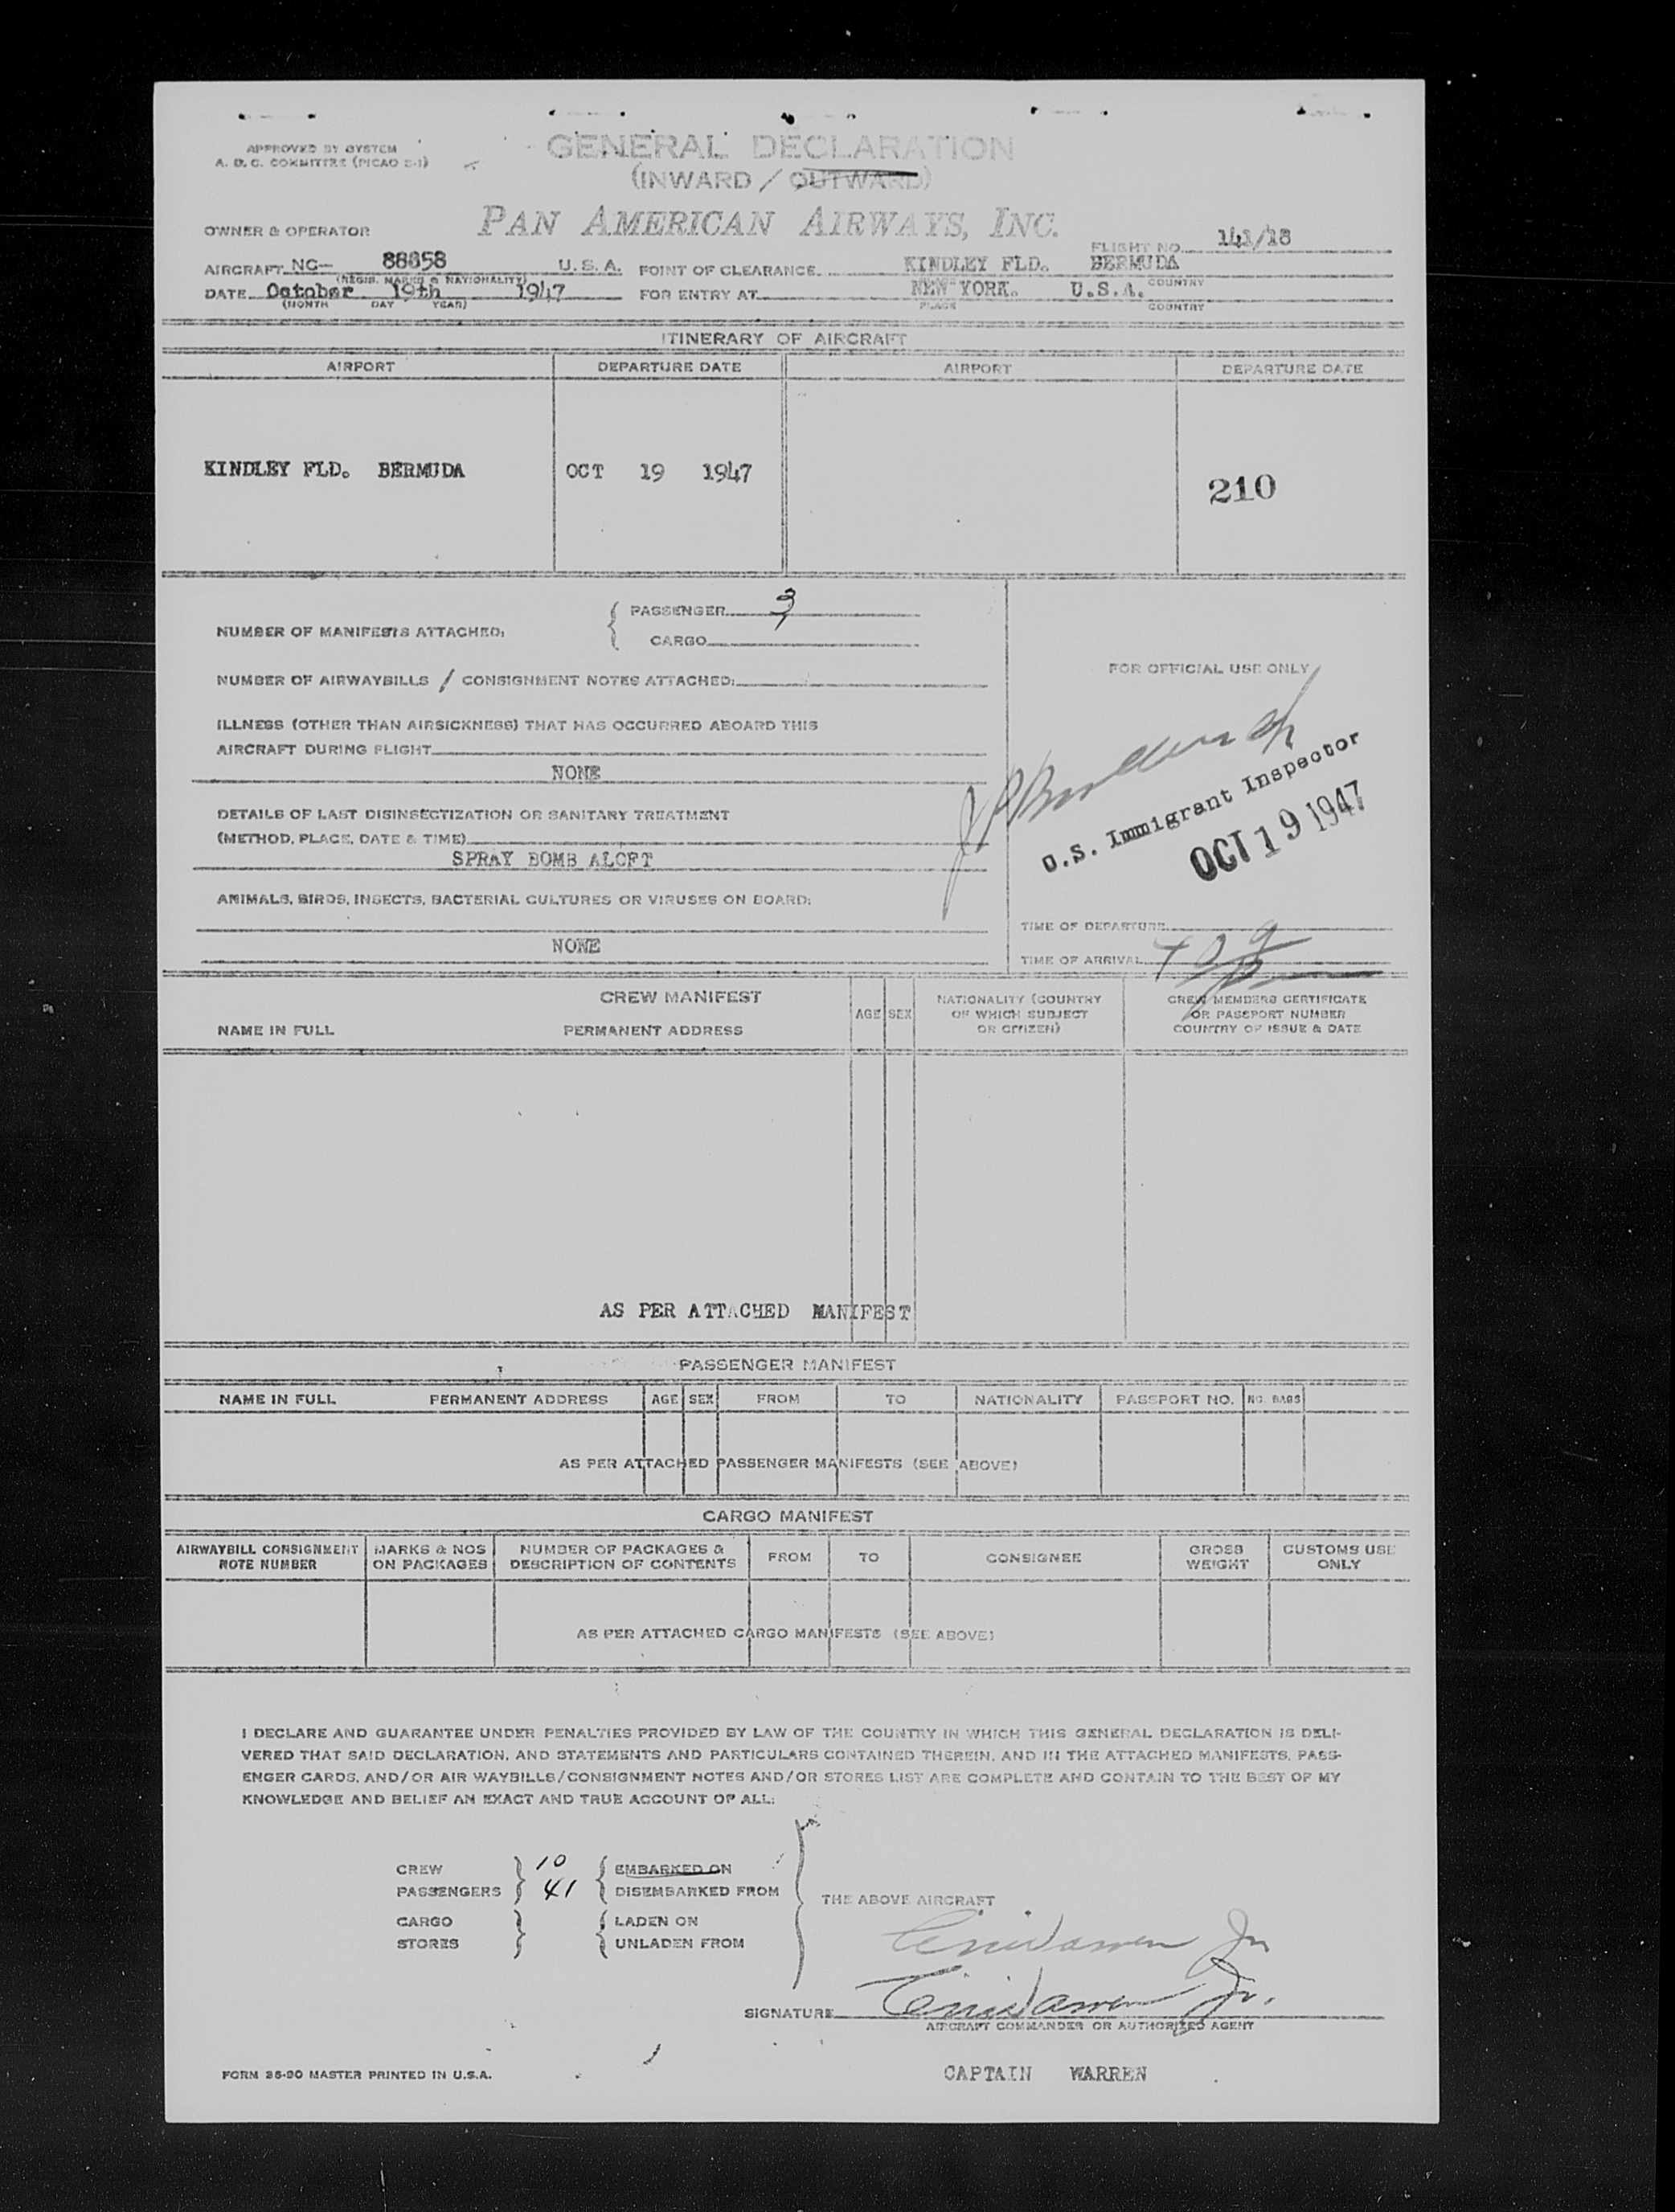 APPROVED BY SYSTEM
A. D. C. COMMITTEE (PICAO E-1)
GENERAL DECLARATION
(INWARD / OUTWARD)
OWNER & OPERATOR PAN AMERICAN AIRWAYS, INC.
FLIGHT NO. 141/18
AIRCRAFT NC- 88858 U. S. A. POINT OF CLEARANCE KINDLEY FLD. BERMUDA
(REGIS. MARKS & NATIONALITY) COUNTRY
DATE October 19th 1947 FOR ENTRY AT NEW YORK. U.S.A.
(MONTH DAY YEAR) PLACE COUNTRY
ITINERARY OF AIRCRAFT
AIRPORT DEPARTURE DATE AIRPORT DEPARTURE DATE
KINDLEY FLD. BERMUDA OCT 19 1947
210
NUMBER OF MANIFESTS ATTACHED: PASSENGER 3
CARGO
NUMBER OF AIRWAYBILLS / CONSIGNMENT NOTES ATTACHED:
ILLNESS (OTHER THAN AIRSICKNESS) THAT HAS OCCURRED ABOARD THIS
AIRCRAFT DURING FLIGHT
NONE
DETAILS OF LAST DISINSECTIZATION OR SANITARY TREATMENT
(METHOD, PLACE, DATE & TIME)
SPRAY BOMB ALOFT
ANIMALS, BIRDS, INSECTS, BACTERIAL CULTURES OR VIRUSES ON BOARD:
NONE
FOR OFFICIAL USE ONLY
U.S. Immigrant Inspector
OCT 19 1947
TIME OF DEPARTURE
TIME OF ARRIVAL
CREW MANIFEST
NAME IN FULL PERMANENT ADDRESS AGE SEX
NATIONALITY (COUNTRY
OF WHICH SUBJECT
OR CITIZEN)
CREW MEMBERS CERTIFICATE
OR PASSPORT NUMBER
COUNTRY OF ISSUE & DATE
AS PER ATTACHED MANIFEST
PASSENGER MANIFEST
NAME IN FULL PERMANENT ADDRESS AGE SEX FROM TO NATIONALITY PASSPORT NO. NO. BAGS
AS PER ATTACHED PASSENGER MANIFESTS (SEE ABOVE)
CARGO MANIFEST
AIRWAYBILL CONSIGNMENT
NOTE NUMBER
MARKS & NOS
ON PACKAGES
NUMBER OF PACKAGES &
DESCRIPTION OF CONTENTS
FROM TO CONSIGNEE
GROSS
WEIGHT
CUSTOMS USE
ONLY
AS PER ATTACHED CARGO MANIFESTS (SEE ABOVE)
I DECLARE AND GUARANTEE UNDER PENALTIES PROVIDED BY LAW OF THE COUNTRY IN WHICH THIS GENERAL DECLARATION IS DELI-
VERED THAT SAID DECLARATION, AND STATEMENTS AND PARTICULARS CONTAINED THEREIN, AND IN THE ATTACHED MANIFESTS, PASS-
ENGER CARDS, AND/OR AIR WAYBILLS/CONSIGNMENT NOTES AND/OR STORES LIST ARE COMPLETE AND CONTAIN TO THE BEST OF MY
KNOWLEDGE AND BELIEF AN EXACT AND TRUE ACCOUNT OF ALL:
CREW 10 EMBARKED ON
PASSENGERS 41 DISEMBARKED FROM
THE ABOVE AIRCRAFT
CARGO LADEN ON
STORES UNLADEN FROM
SIGNATURE
AIRCRAFT COMMANDER OR AUTHORIZED AGENT
FORM 36-90 MASTER PRINTED IN U.S.A.
CAPTAIN WARREN